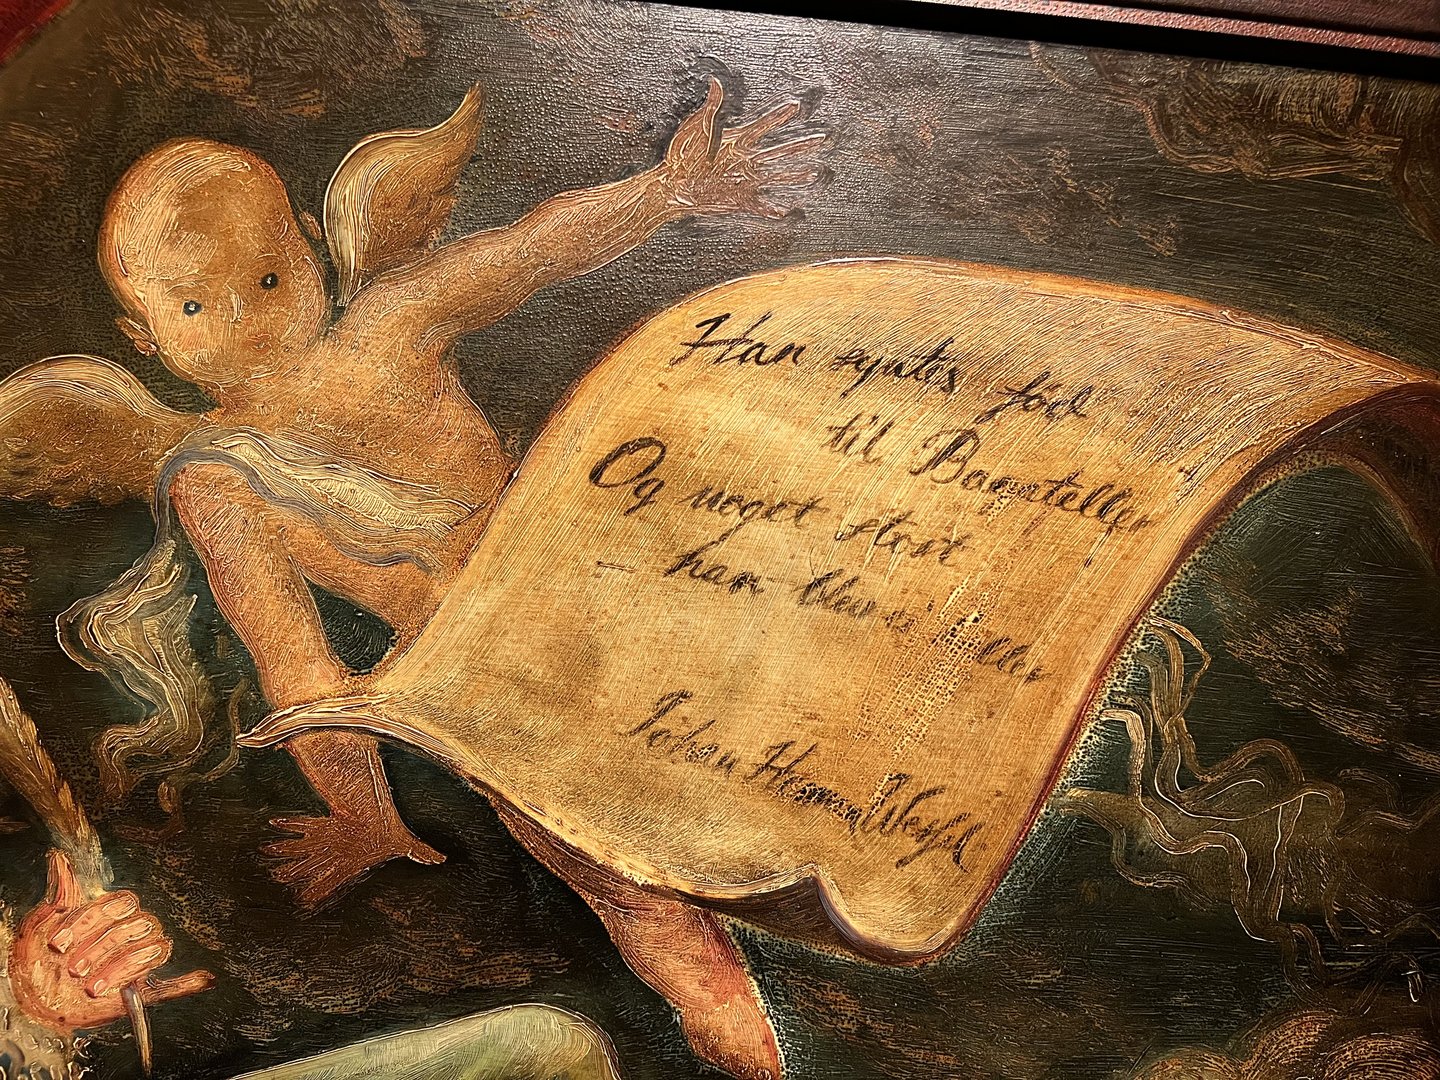 Han syntes fød
til Bagateller
Og noget stort
– han blev ei heller
Johan Herman Wessel